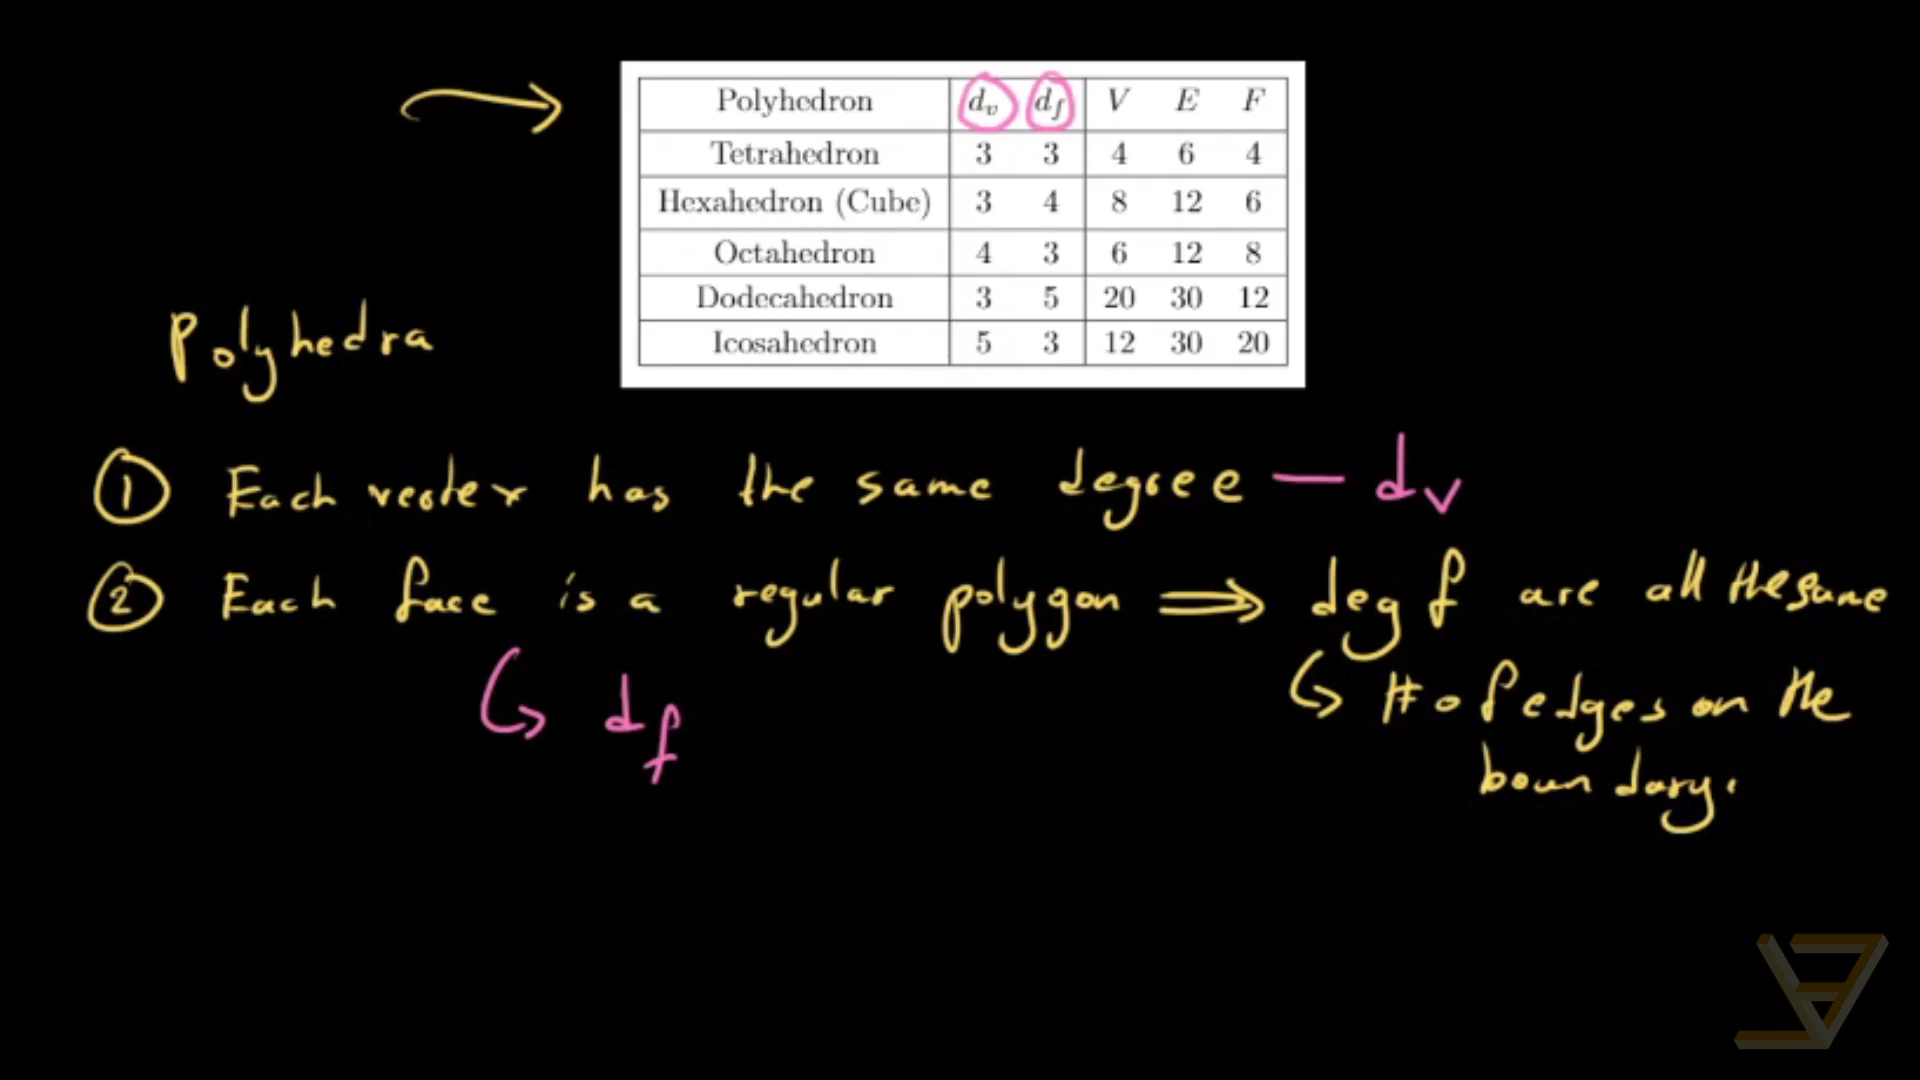 Polyhedron d_v d_f V E F
Tetrahedron 3 3 4 6 4
Hexahedron (Cube) 3 4 8 12 6
Octahedron 4 3 6 12 8
Dodecahedron 3 5 20 30 12
Icosahedron 5 3 12 30 20
Polyhedra
① Each vertex has the same degree — d_v
② Each face is a regular polygon ⟹ deg f are all the same
↪ d_f
↪ # of edges on the
boundary.